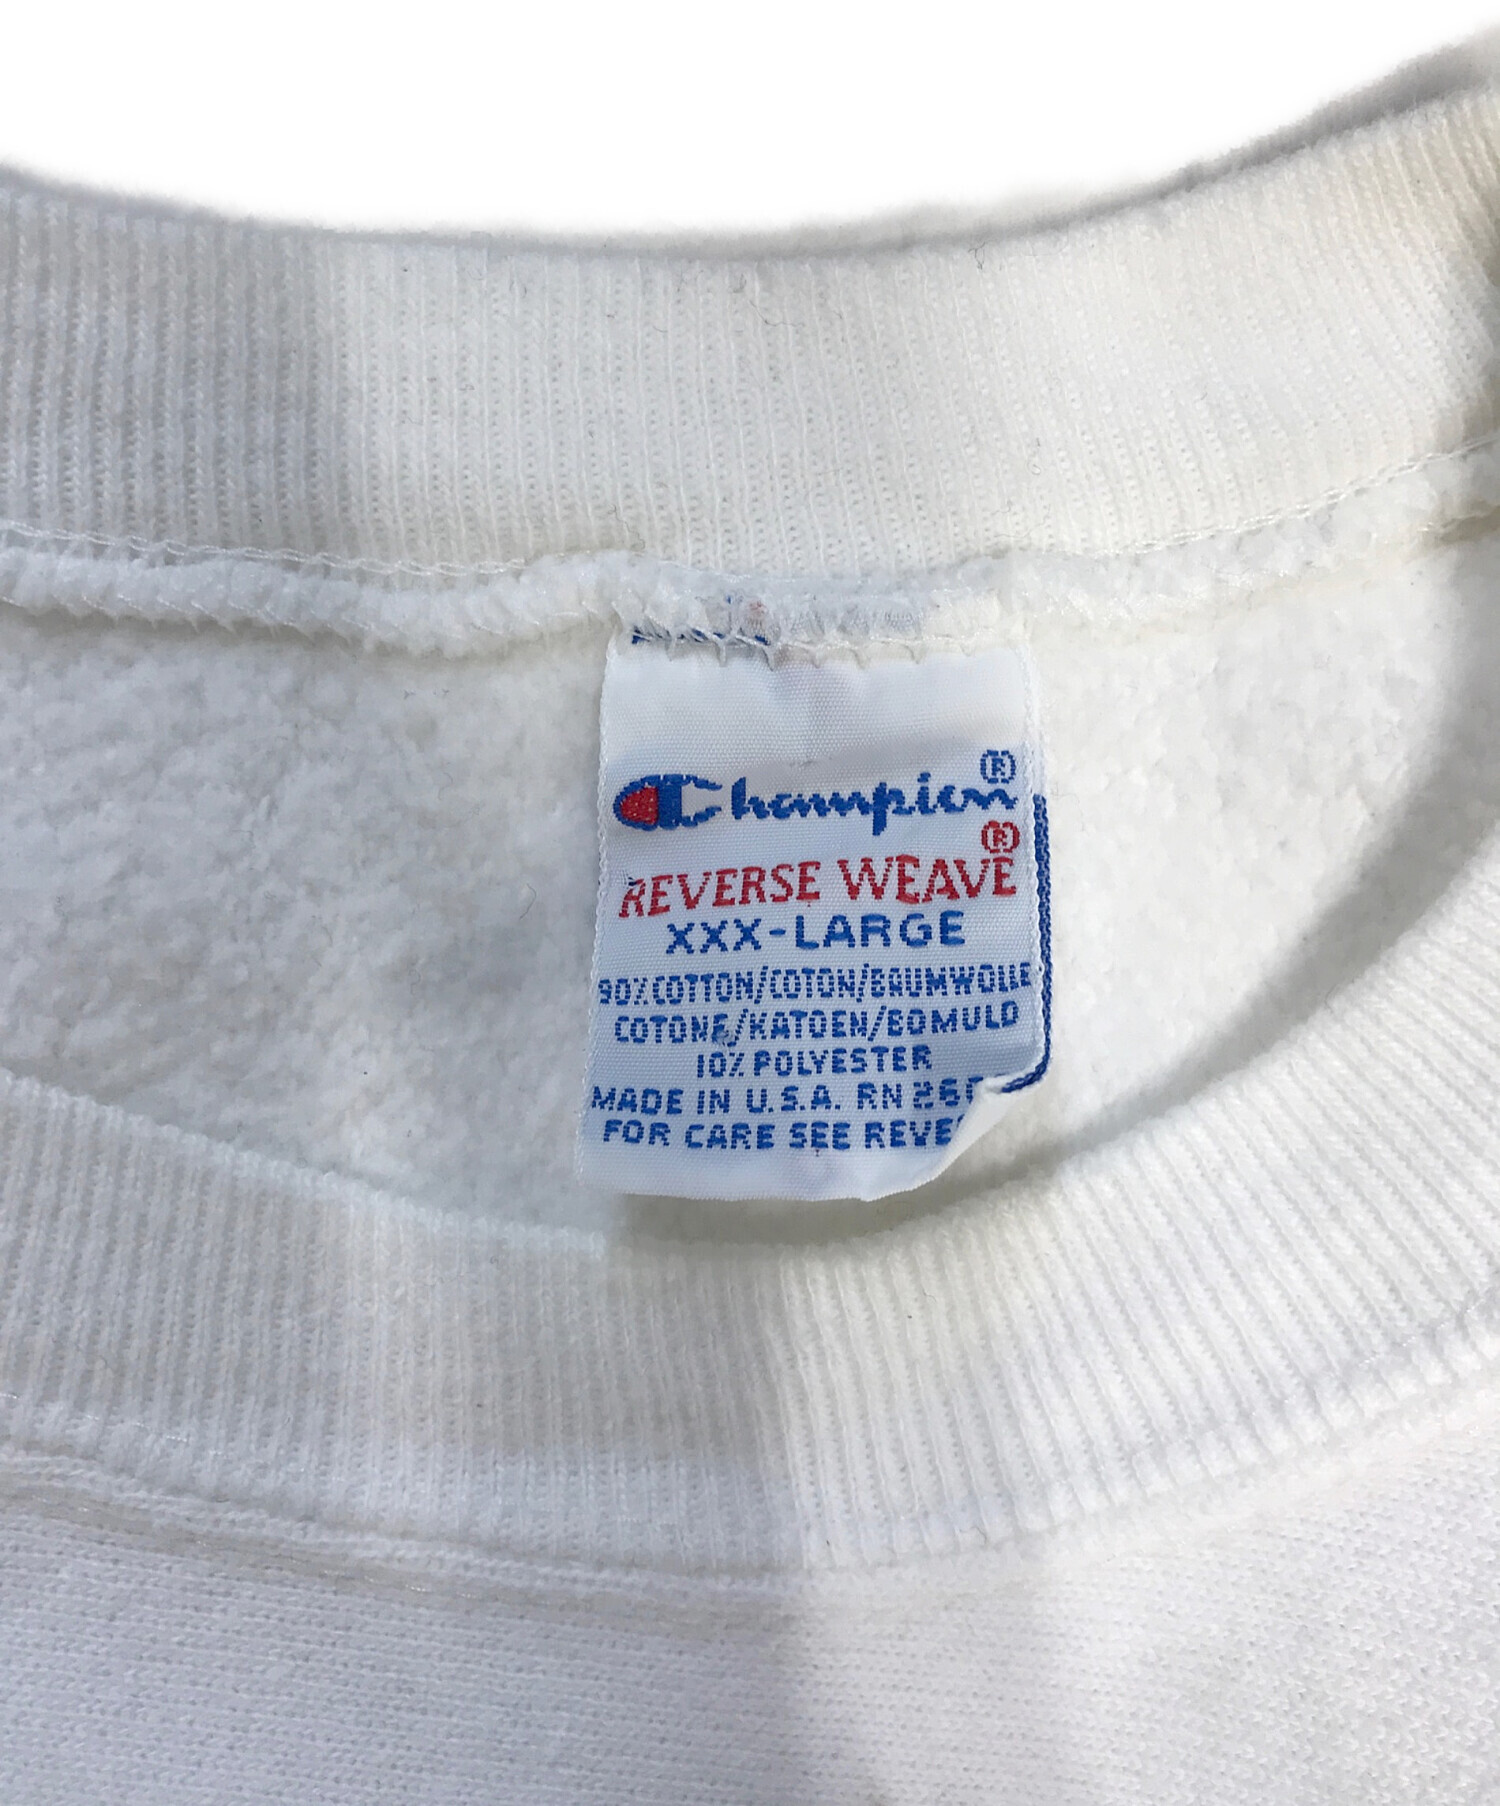 Champion®
REVERSE WEAVE®
XXX-LARGE
90% COTTON/COTON/BAUMWOLLE
COTONE/KATOEN/BOMULD
10% POLYESTER
MADE IN U.S.A. RN
FOR CARE SEE